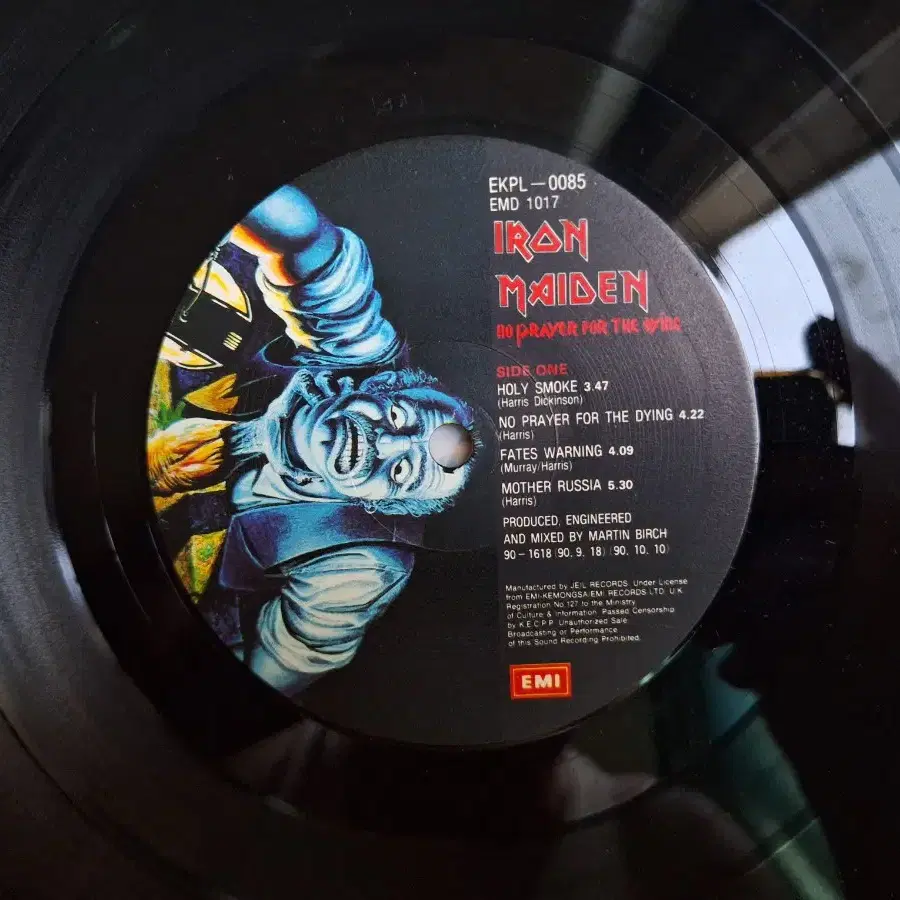 EKPL-0085
EMD 1017
IRON
MAIDEN
NO PRAYER FOR THE DYING
SIDE ONE
HOLY SMOKE 3.47
(Harris Dickinson)
NO PRAYER FOR THE DYING 4.22
(Harris)
FATES WARNING 4.09
(Murray/Harris)
MOTHER RUSSIA 5.30
(Harris)
PRODUCED, ENGINEERED
AND MIXED BY MARTIN BIRCH
90-1618 (90. 9. 18) (90. 10. 10)
Manufactured by JEIL RECORDS. Under License
from EMI-KEMONGSA/EMI RECORDS LTD. U.K.
Registration No. 127 to the Ministry
of Culture & Information. Passed Censorship
by K.E.C.P.P. Unauthorized Sale
Broadcasting or Performance
of this Sound Recording Prohibited.
EMI